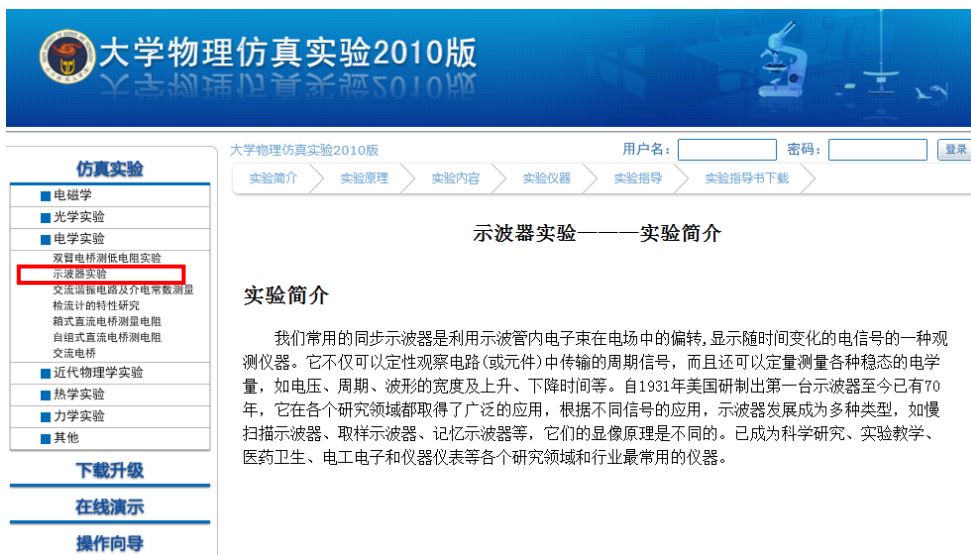 大学物理仿真实验2010版
大学物理仿真实验2010版
用户名：
密码：
登录
实验简介
实验原理
实验内容
实验仪器
实验指导
实验指导书下载
仿真实验
电磁学
光学实验
电学实验
双臂电桥测低电阻实验
示波器实验
交流谐振电路及介电常数测量
检流计的特性研究
箱式直流电桥测量电阻
自组式直流电桥测电阻
交流电桥
近代物理学实验
热学实验
力学实验
其他
下载升级
在线演示
操作向导
示波器实验———实验简介
实验简介
我们常用的同步示波器是利用示波管内电子束在电场中的偏转,显示随时间变化的电信号的一种观
测仪器。它不仅可以定性观察电路(或元件)中传输的周期信号，而且还可以定量测量各种稳态的电学
量，如电压、周期、波形的宽度及上升、下降时间等。自1931年美国研制出第一台示波器至今已有70
年，它在各个研究领域都取得了广泛的应用，根据不同信号的应用，示波器发展成为多种类型，如慢
扫描示波器、取样示波器、记忆示波器等，它们的显像原理是不同的。已成为科学研究、实验教学、
医药卫生、电工电子和仪器仪表等各个研究领域和行业最常用的仪器。